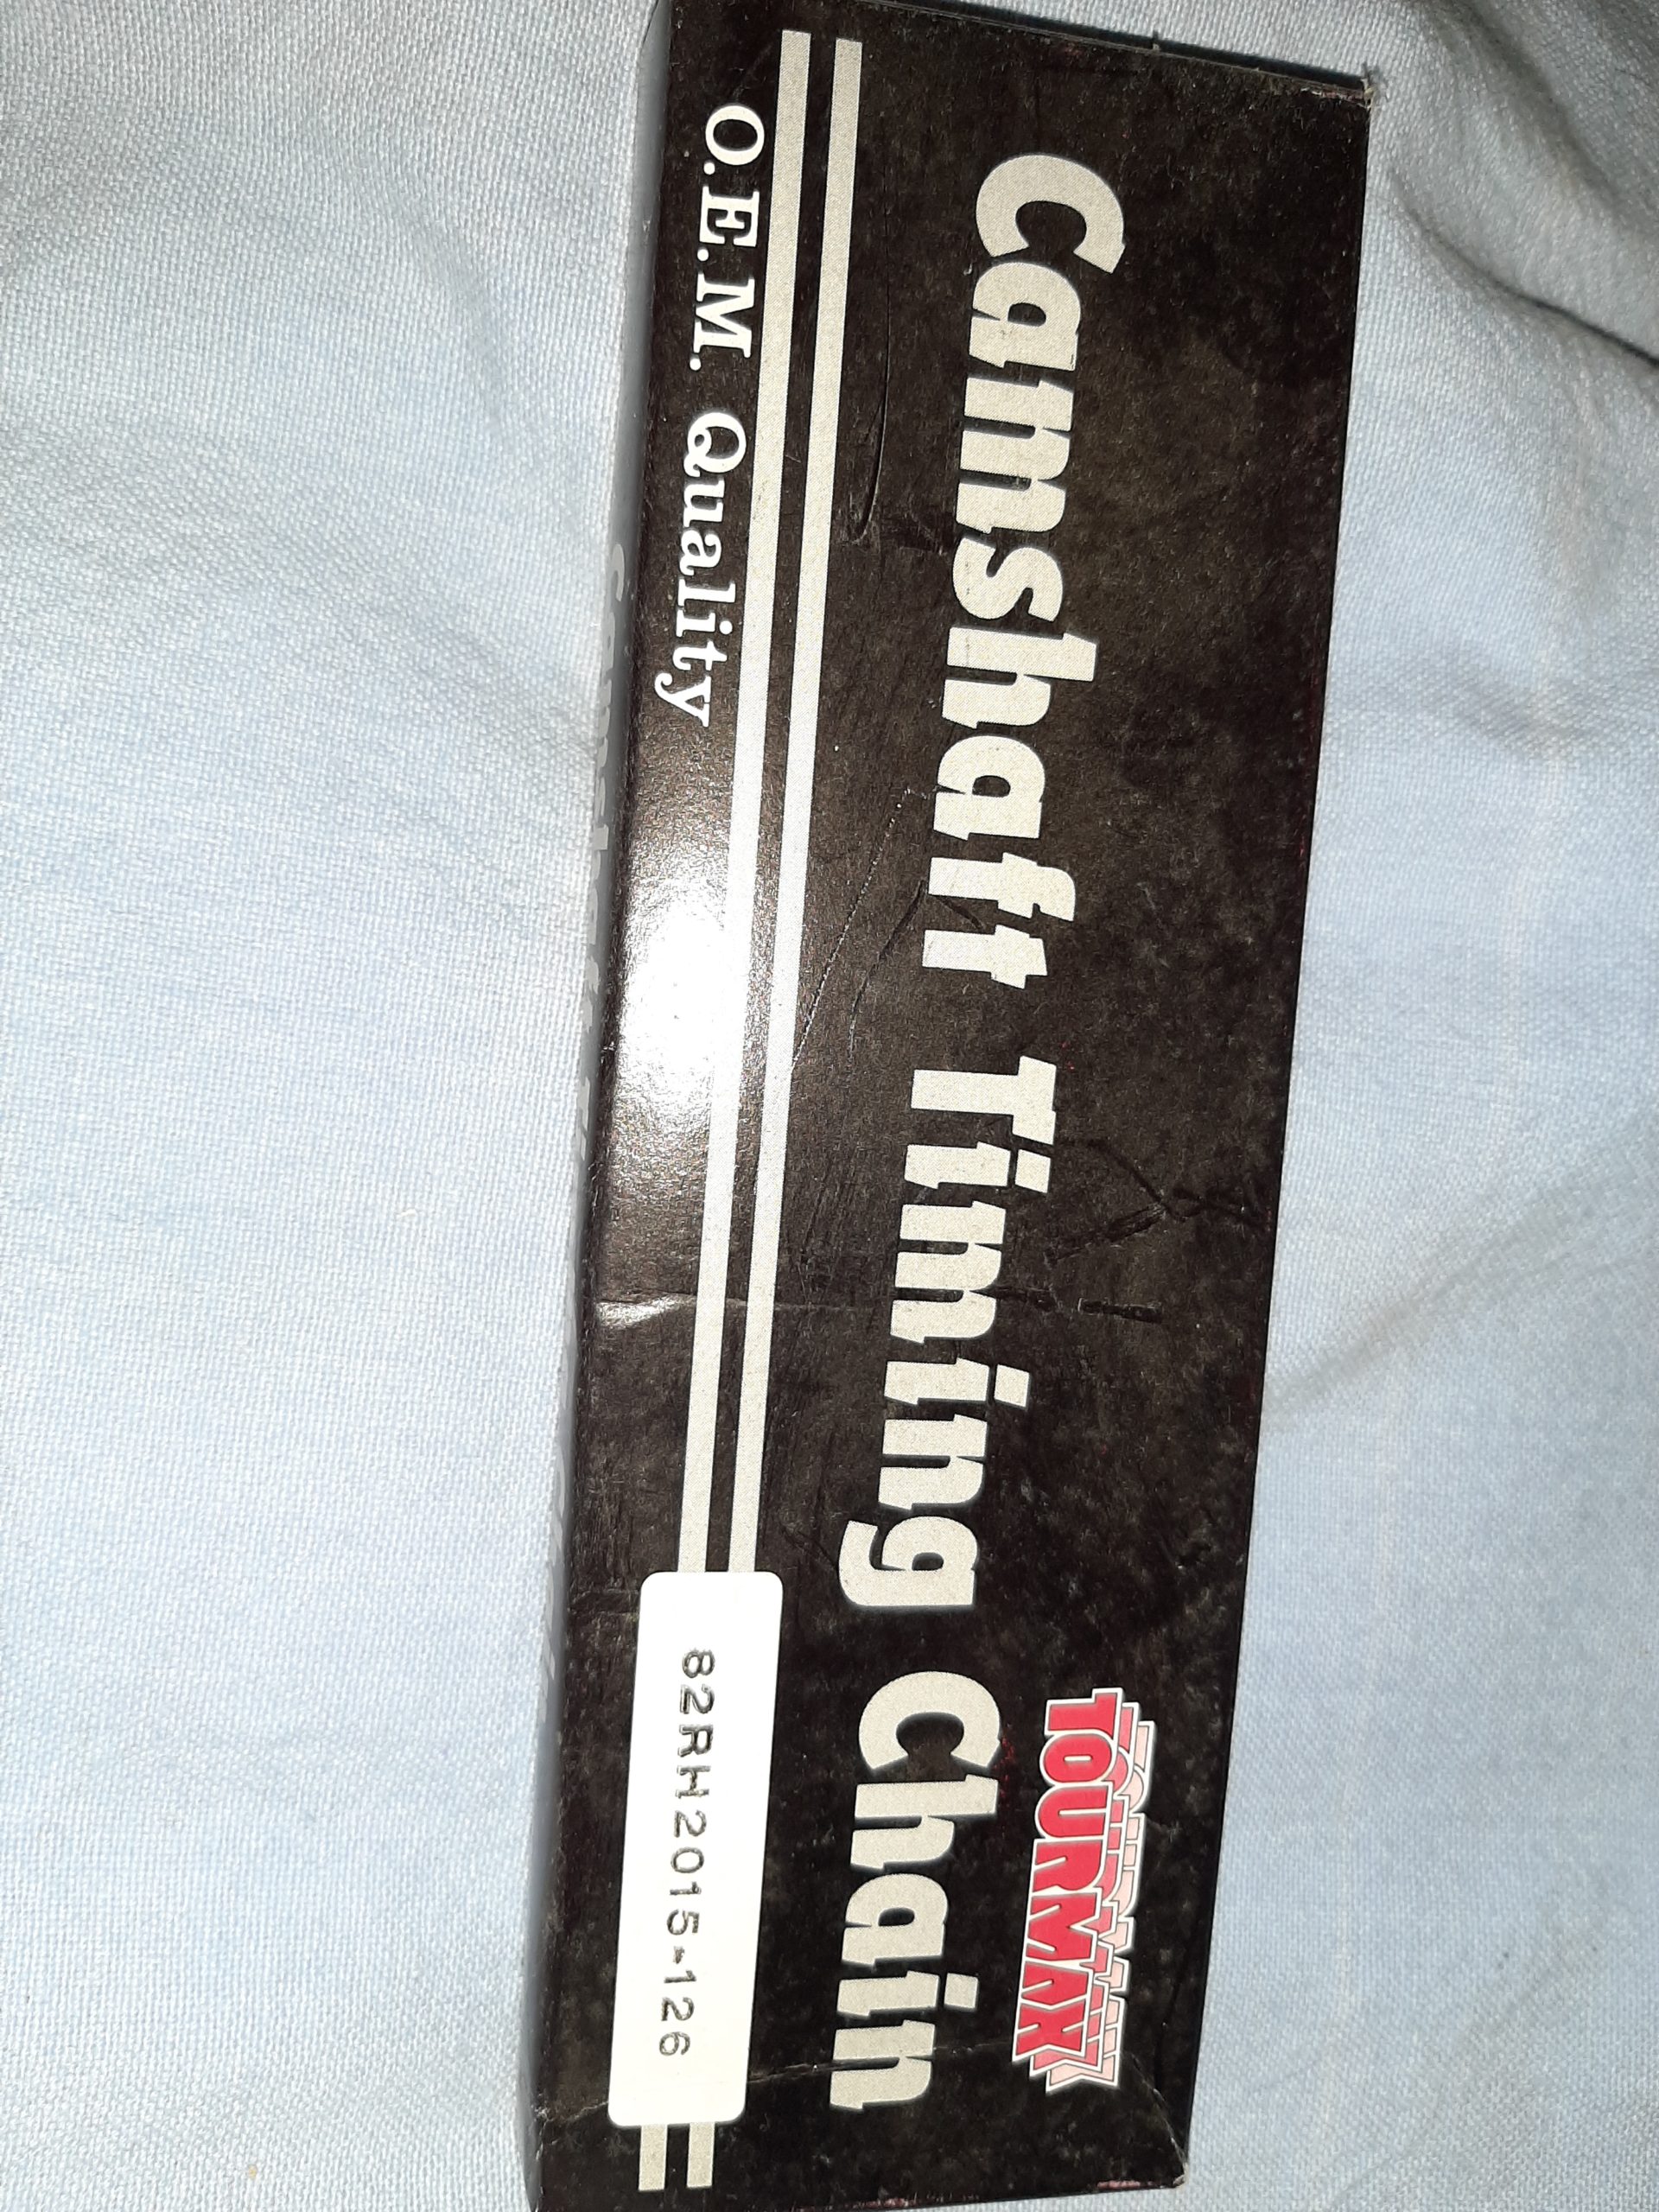 TOURMAX
Camshaft Timing Chain
O.E.M. Quality
82RH2015-126